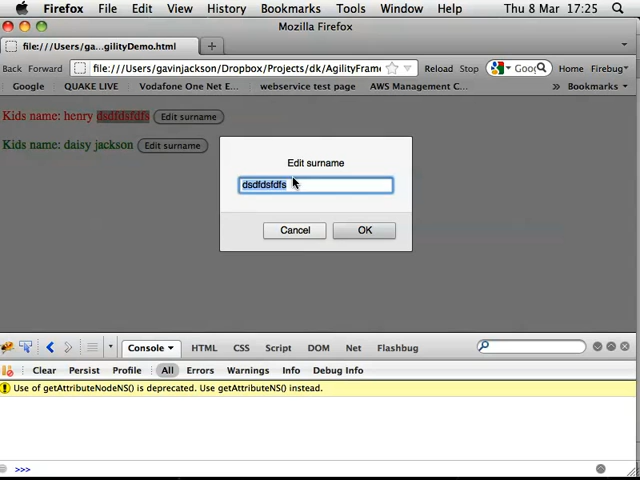 Firefox File Edit View History Bookmarks Tools Window Help Thu 8 Mar 17:25
Mozilla Firefox
file:///Users/ga...gilityDemo.html
Back Forward file:///Users/gavinjackson/Dropbox/Projects/dk/AgilityFrame Reload Stop Goog Home Firebug
Google QUAKE LIVE Vodafone One Net E... webservice test page AWS Management C... » Bookmarks
Kids name: henry dsdfdsfdfs Edit surname
Kids name: daisy jackson Edit surname
Edit surname
dsdfdsfdfs
Cancel OK
Console HTML CSS Script DOM Net Flashbug
Clear Persist Profile All Errors Warnings Info Debug Info
Use of getAttributeNodeNS() is deprecated. Use getAttributeNS() instead.
>>>